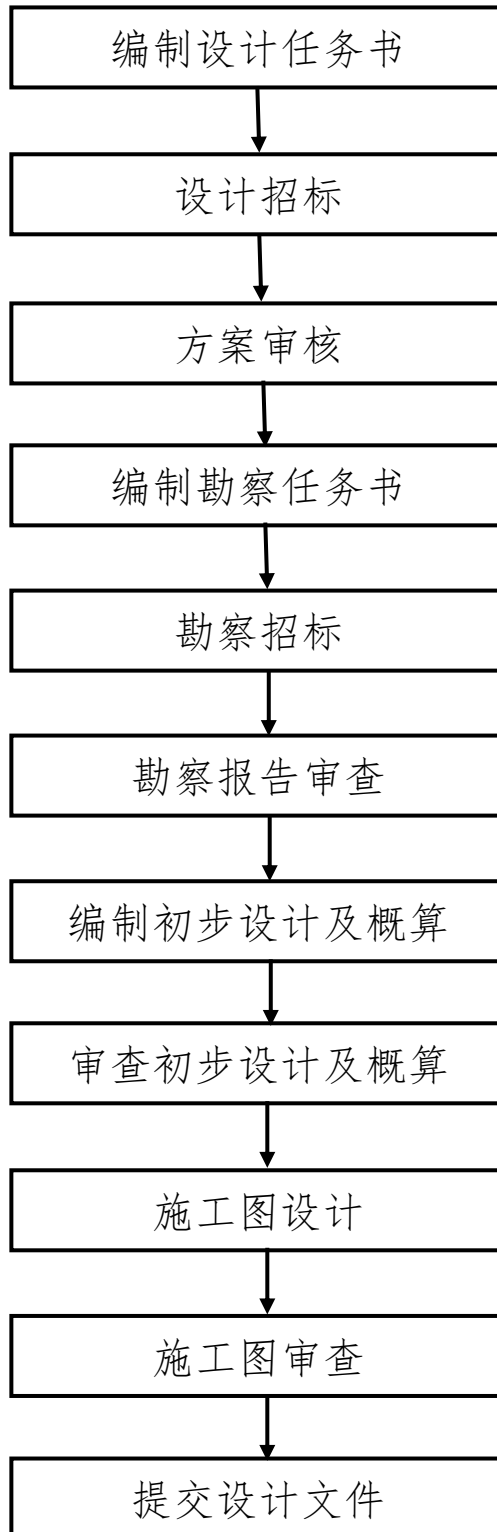 编制设计任务书
设计招标
方案审核
编制勘察任务书
勘察招标
勘察报告审查
编制初步设计及概算
审查初步设计及概算
施工图设计
施工图审查
提交设计文件